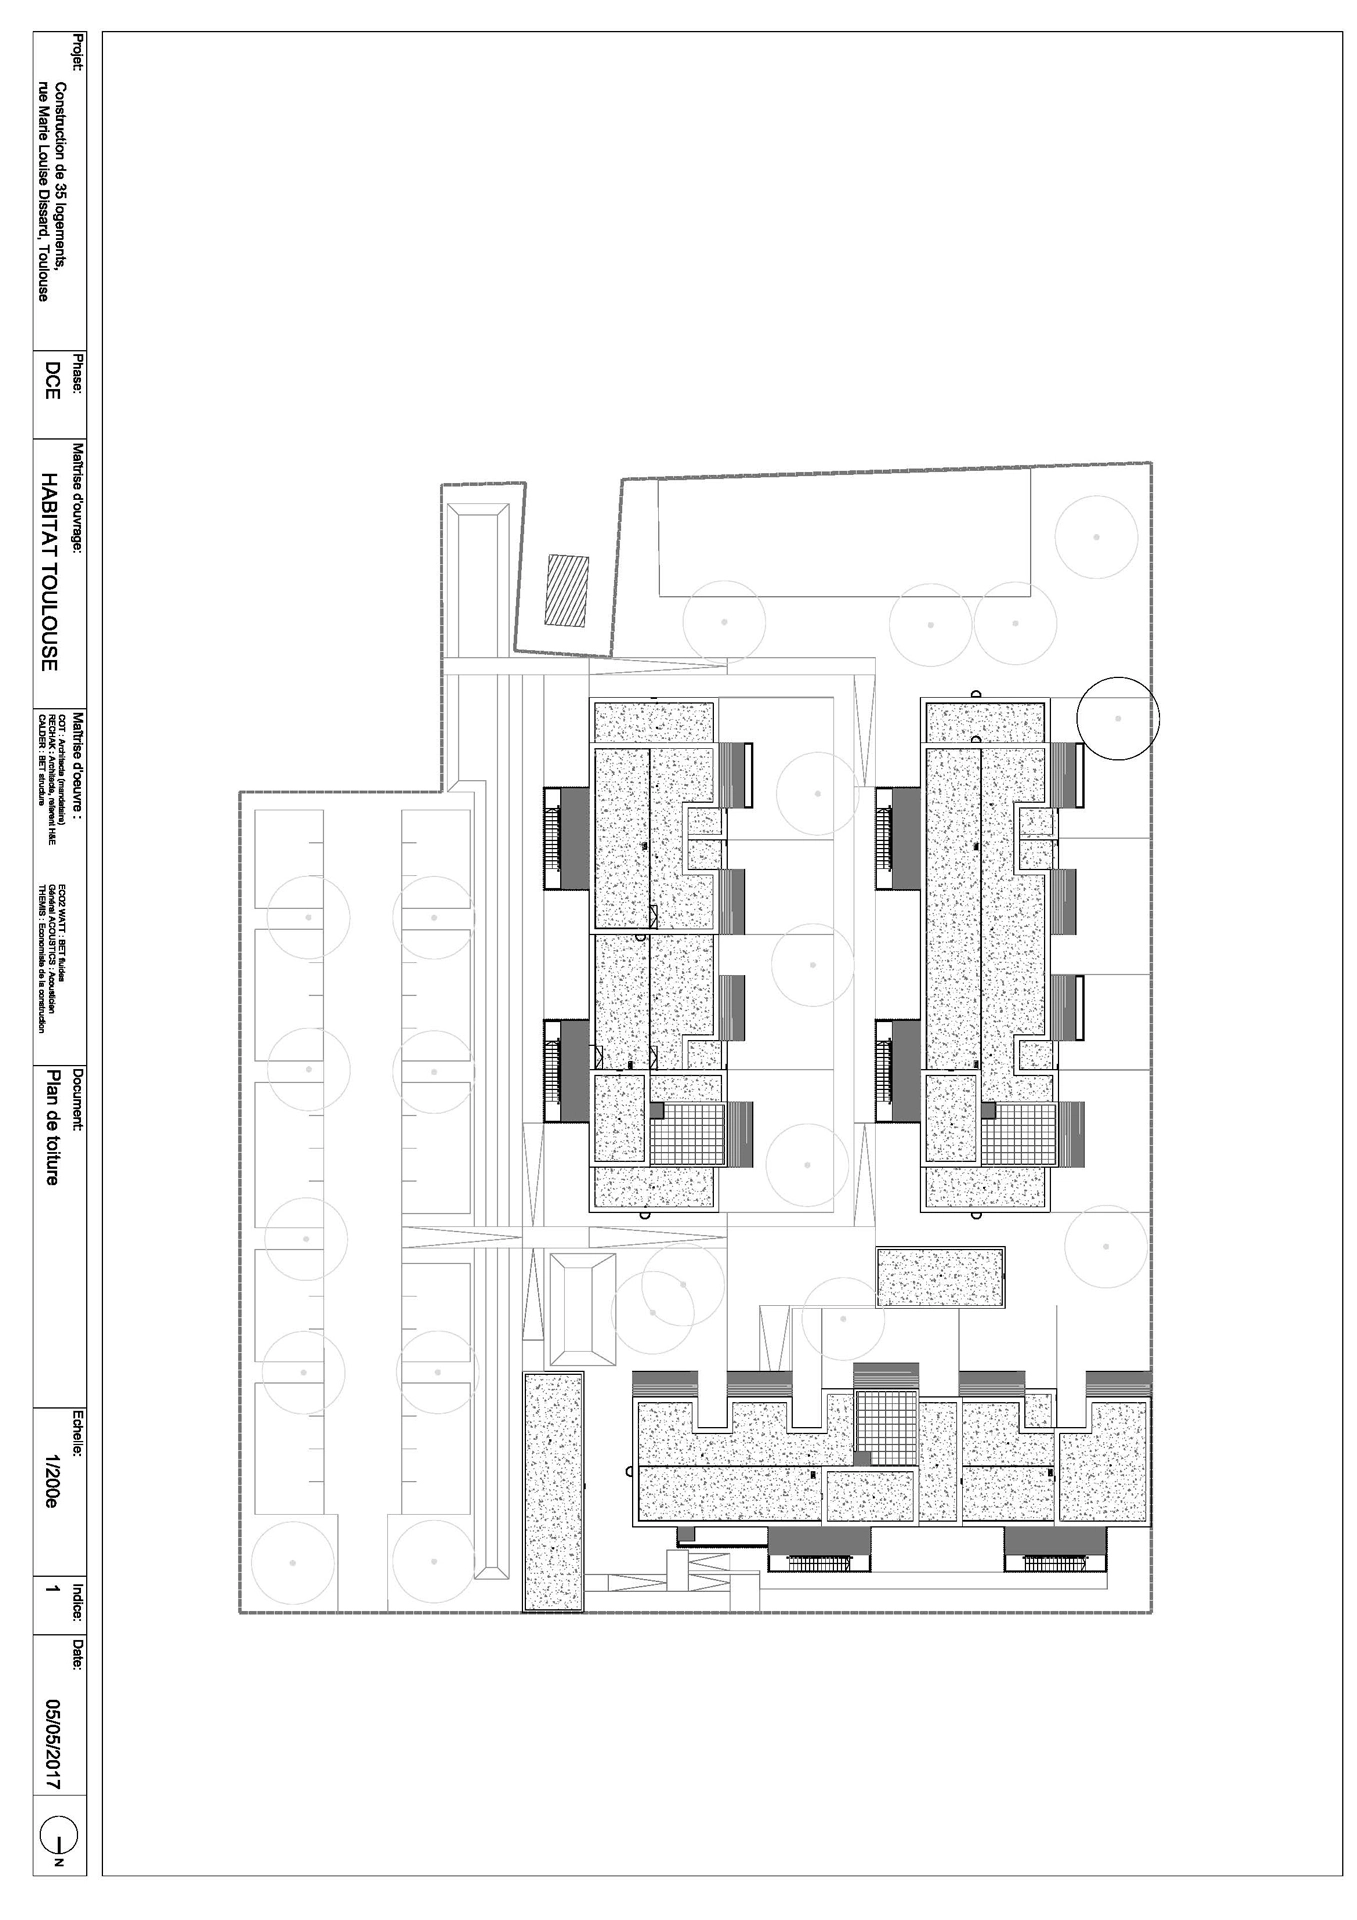 Projet:
Construction de 35 logements,
rue Marie Louise Dissard, Toulouse
Phase:
DCE
Maîtrise d'ouvrage:
HABITAT TOULOUSE
Maîtrise d'oeuvre :
COT : Architecte (mandataire)
RECHAK : Architecte, référent H&E
CALDER : BET structure
ECO2 WATT : BET fluides
Général ACOUSTICS : Acousticien
THEMIS : Economiste de la construction
Document:
Plan de toiture
Echelle:
1/200e
Indice:
1
Date:
05/05/2017
N